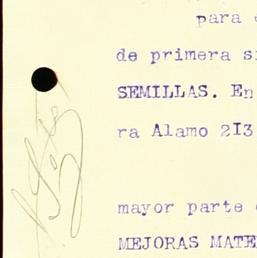 para
de primera
SEMILLAS. En
ra Alamo 213
mayor parte
MEJORAS MATE